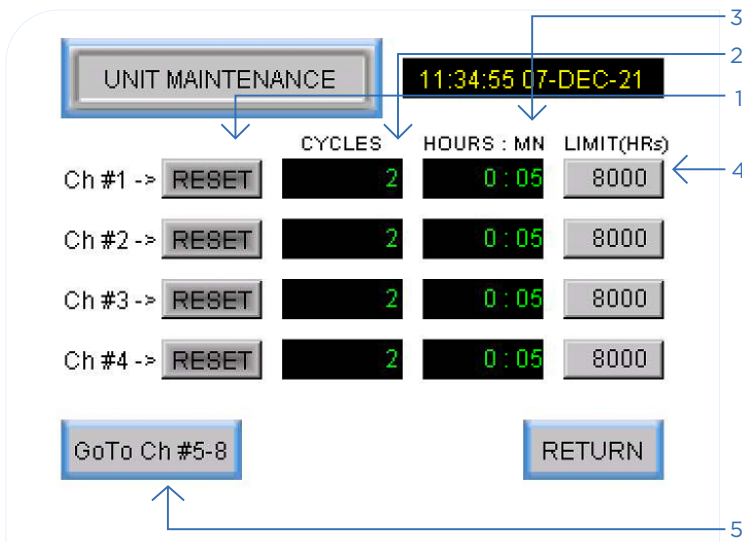 3
2
UNIT MAINTENANCE 11:34:55 07-DEC-21
1
CYCLES HOURS : MN LIMIT(HRs)
Ch #1 -> RESET 2 0 : 05 8000 4
Ch #2 -> RESET 2 0 : 05 8000
Ch #3 -> RESET 2 0 : 05 8000
Ch #4 -> RESET 2 0 : 05 8000
GoTo Ch #5-8 RETURN
5